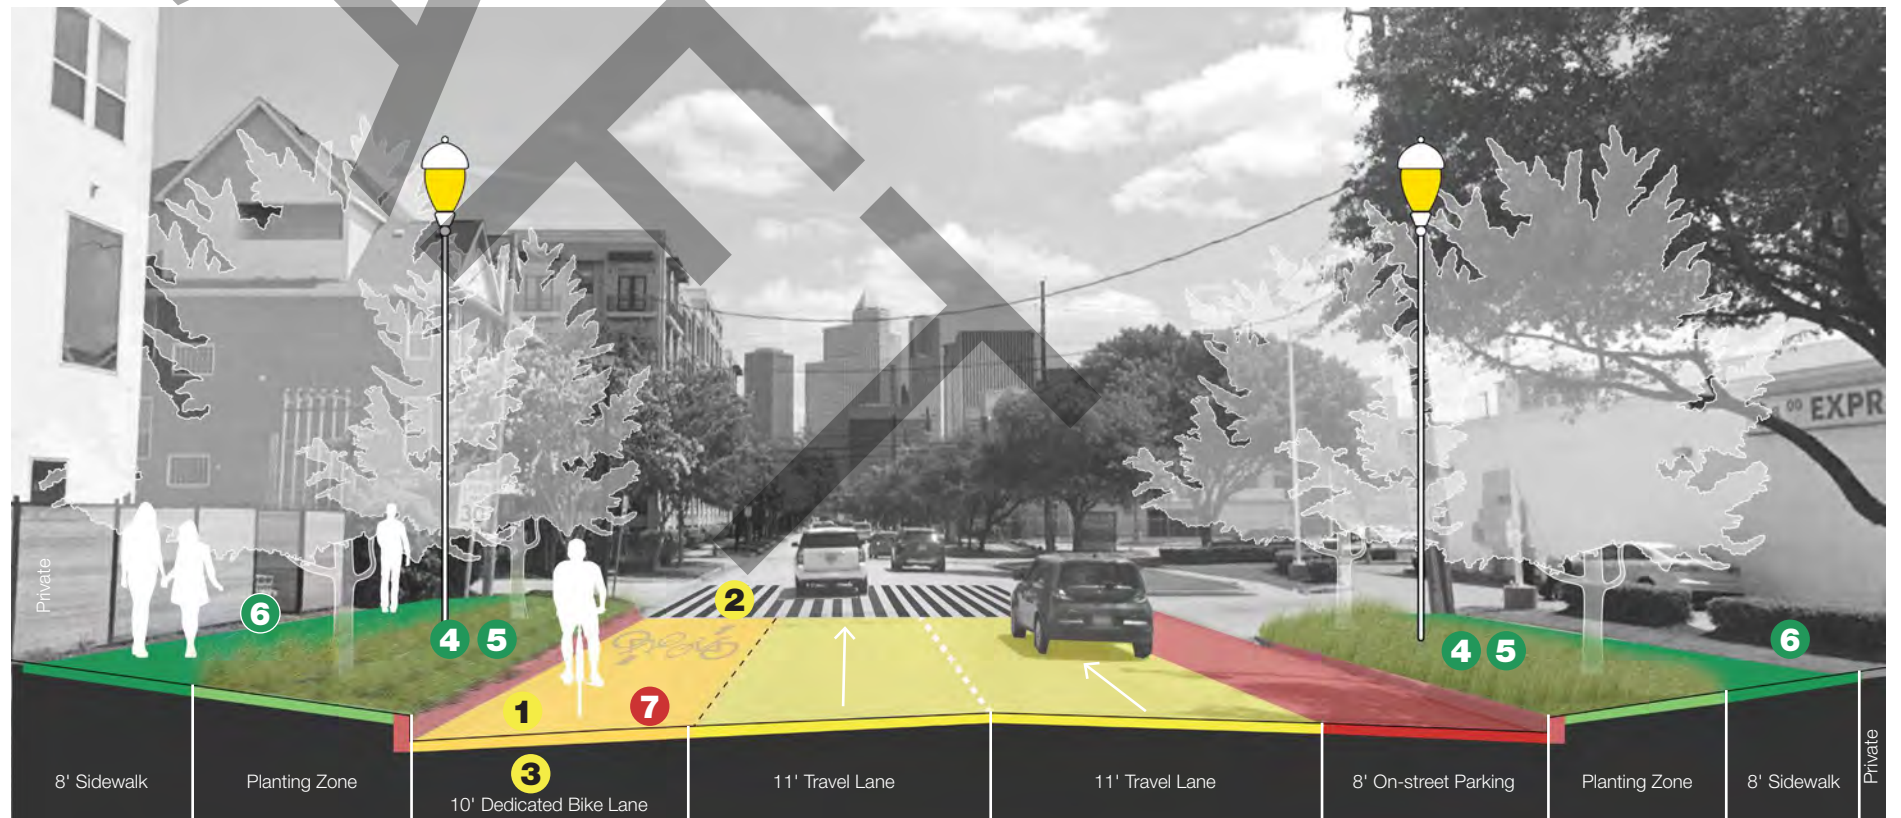 EXPR
30
Private
6
2
4 5
4 5
6
1
7
3
8' Sidewalk
Planting Zone
10' Dedicated Bike Lane
11' Travel Lane
11' Travel Lane
8' On-street Parking
Planting Zone
8' Sidewalk
Private